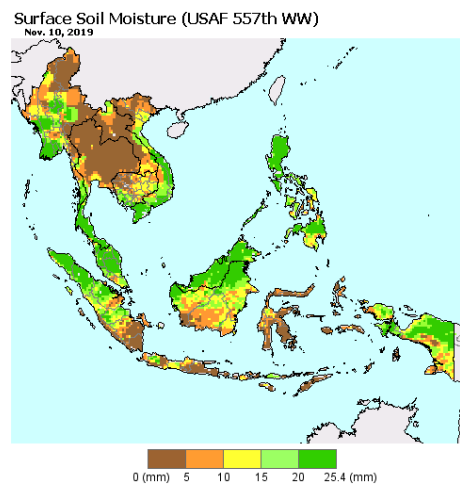 Surface Soil Moisture (USAF 557th WW)
Nov. 10, 2019
0 (mm) 5 10 15 20 25.4 (mm)